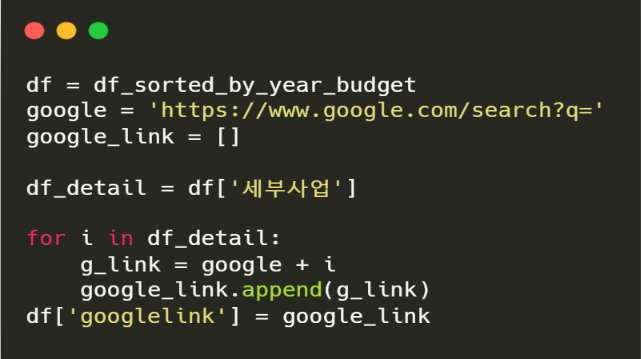 df = df_sorted_by_year_budget
google = 'https://www.google.com/search?q='
google_link = []
df_detail = df['세부사업']
for i in df_detail:
    g_link = google + i
    google_link.append(g_link)
df['googlelink'] = google_link